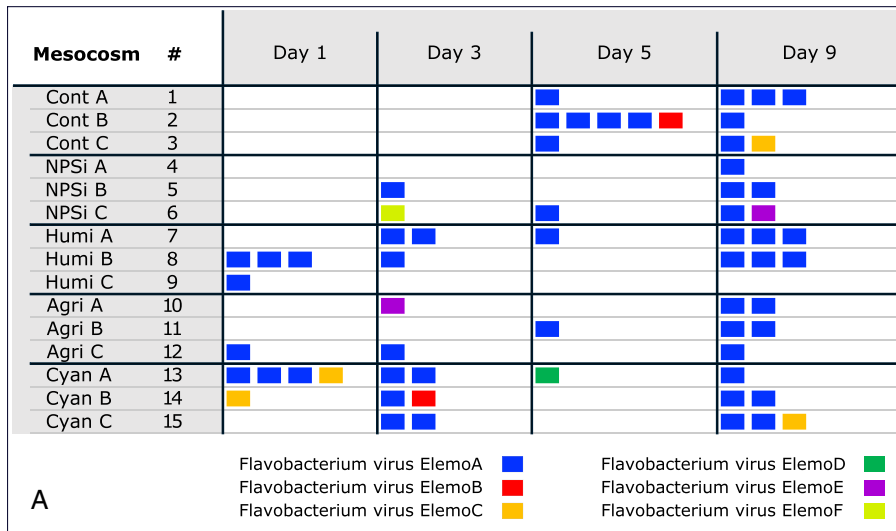 Mesocosm # Day 1 Day 3 Day 5 Day 9
Cont A 1
Cont B 2
Cont C 3
NPSi A 4
NPSi B 5
NPSi C 6
Humi A 7
Humi B 8
Humi C 9
Agri A 10
Agri B 11
Agri C 12
Cyan A 13
Cyan B 14
Cyan C 15
Flavobacterium virus ElemoA Flavobacterium virus ElemoD
Flavobacterium virus ElemoB Flavobacterium virus ElemoE
Flavobacterium virus ElemoC Flavobacterium virus ElemoF
A